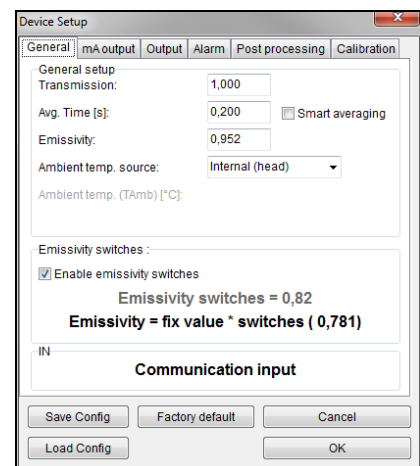 Device Setup
General mA output Output Alarm Post processing Calibration
General setup
Transmission: 1,000
Avg. Time [s]: 0,200 Smart averaging
Emissivity: 0,952
Ambient temp. source: Internal (head)
Ambient temp. (TAmb) [°C]:
Emissivity switches :
Enable emissivity switches
Emissivity switches = 0,82
Emissivity = fix value * switches ( 0,781)
IN
Communication input
Save Config Factory default Cancel
Load Config OK